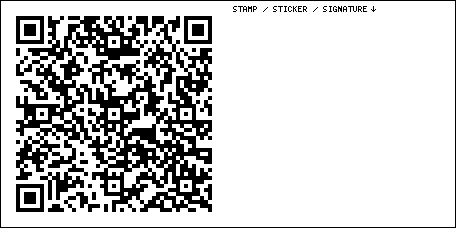 STAMP / STICKER / SIGNATURE ↓